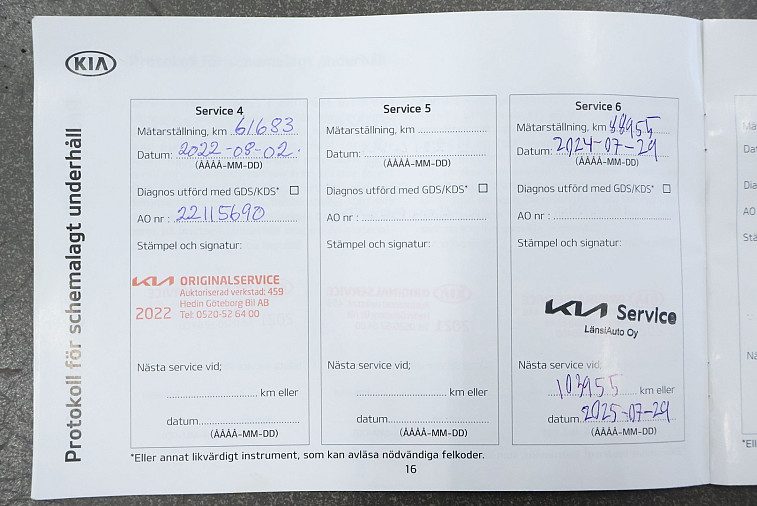 KIA
Protokoll för schemalagt underhåll
Service 4
Mätarställning, km 61683
Datum: 2022-08-02.
(ÅÅÅÅ-MM-DD)
Diagnos utförd med GDS/KDS*
AO nr : 22115690
Stämpel och signatur:
KIA ORIGINALSERVICE
Auktoriserad verkstad: 459
Hedin Göteborg Bil AB
2022 Tel: 0520-52 64 00
Nästa service vid;
km eller
datum
(ÅÅÅÅ-MM-DD)
Service 5
Mätarställning, km
Datum:
(ÅÅÅÅ-MM-DD)
Diagnos utförd med GDS/KDS*
AO nr :
Stämpel och signatur:
Nästa service vid;
km eller
datum
(ÅÅÅÅ-MM-DD)
Service 6
Mätarställning, km 88955
Datum: 2024-07-29
(ÅÅÅÅ-MM-DD)
Diagnos utförd med GDS/KDS*
AO nr :
Stämpel och signatur:
KIA Service
LänsiAuto Oy
Nästa service vid;
103955 km eller
datum 2025-07-29
(ÅÅÅÅ-MM-DD)
*Eller annat likvärdigt instrument, som kan avläsa nödvändiga felkoder.
16